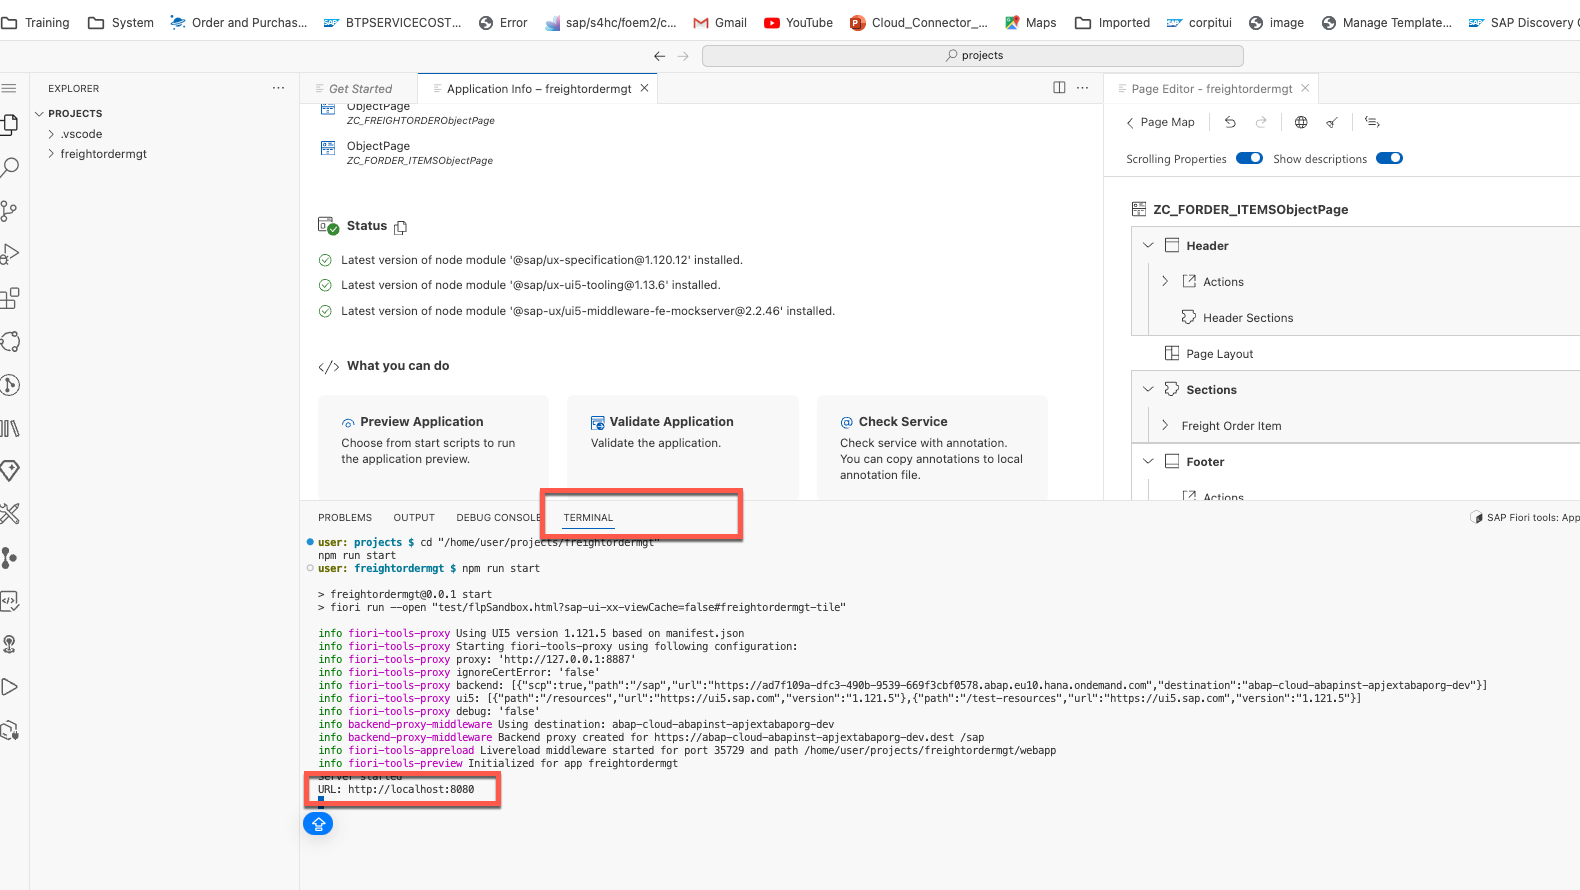 Training System Order and Purchas... BTPSERVICECOST... Error sap/s4hc/foem2/c... Gmail YouTube Cloud_Connector_... Maps Imported corpitui image Manage Template... SAP Discovery
projects
EXPLORER
PROJECTS
.vscode
freightordermgt
Get Started
Application Info – freightordermgt
ObjectPage
ZC_FREIGHTORDERObjectPage
ObjectPage
ZC_FORDER_ITEMSObjectPage
Status
Latest version of node module '@sap/ux-specification@1.120.12' installed.
Latest version of node module '@sap/ux-ui5-tooling@1.13.6' installed.
Latest version of node module '@sap-ux/ui5-middleware-fe-mockserver@2.2.46' installed.
What you can do
Preview Application
Choose from start scripts to run
the application preview.
Validate Application
Validate the application.
Check Service
Check service with annotation.
You can copy annotations to local
annotation file.
Page Editor - freightordermgt
Page Map
Scrolling Properties Show descriptions
ZC_FORDER_ITEMSObjectPage
Header
Actions
Header Sections
Page Layout
Sections
Freight Order Item
Footer
Actions
PROBLEMS OUTPUT DEBUG CONSOLE TERMINAL
SAP Fiori tools: App
user: projects $ cd "/home/user/projects/freightordermgt"
npm run start
user: freightordermgt $ npm run start
> freightordermgt@0.0.1 start
> fiori run --open "test/flpSandbox.html?sap-ui-xx-viewCache=false#freightordermgt-tile"
info fiori-tools-proxy Using UI5 version 1.121.5 based on manifest.json
info fiori-tools-proxy Starting fiori-tools-proxy using following configuration:
info fiori-tools-proxy proxy: 'http://127.0.0.1:8887'
info fiori-tools-proxy ignoreCertError: 'false'
info fiori-tools-proxy backend: [{"scp":true,"path":"/sap","url":"https://ad7f109a-dfc3-490b-9539-669f3cbf0578.abap.eu10.hana.ondemand.com","destination":"abap-cloud-abapinst-apjextabaporg-dev"}]
info fiori-tools-proxy ui5: [{"path":"/resources","url":"https://ui5.sap.com","version":"1.121.5"},{"path":"/test-resources","url":"https://ui5.sap.com","version":"1.121.5"}]
info fiori-tools-proxy debug: 'false'
info backend-proxy-middleware Using destination: abap-cloud-abapinst-apjextabaporg-dev
info backend-proxy-middleware Backend proxy created for https://abap-cloud-abapinst-apjextabaporg-dev.dest /sap
info fiori-tools-appreload Livereload middleware started for port 35729 and path /home/user/projects/freightordermgt/webapp
info fiori-tools-preview Initialized for app freightordermgt
Server started
URL: http://localhost:8080